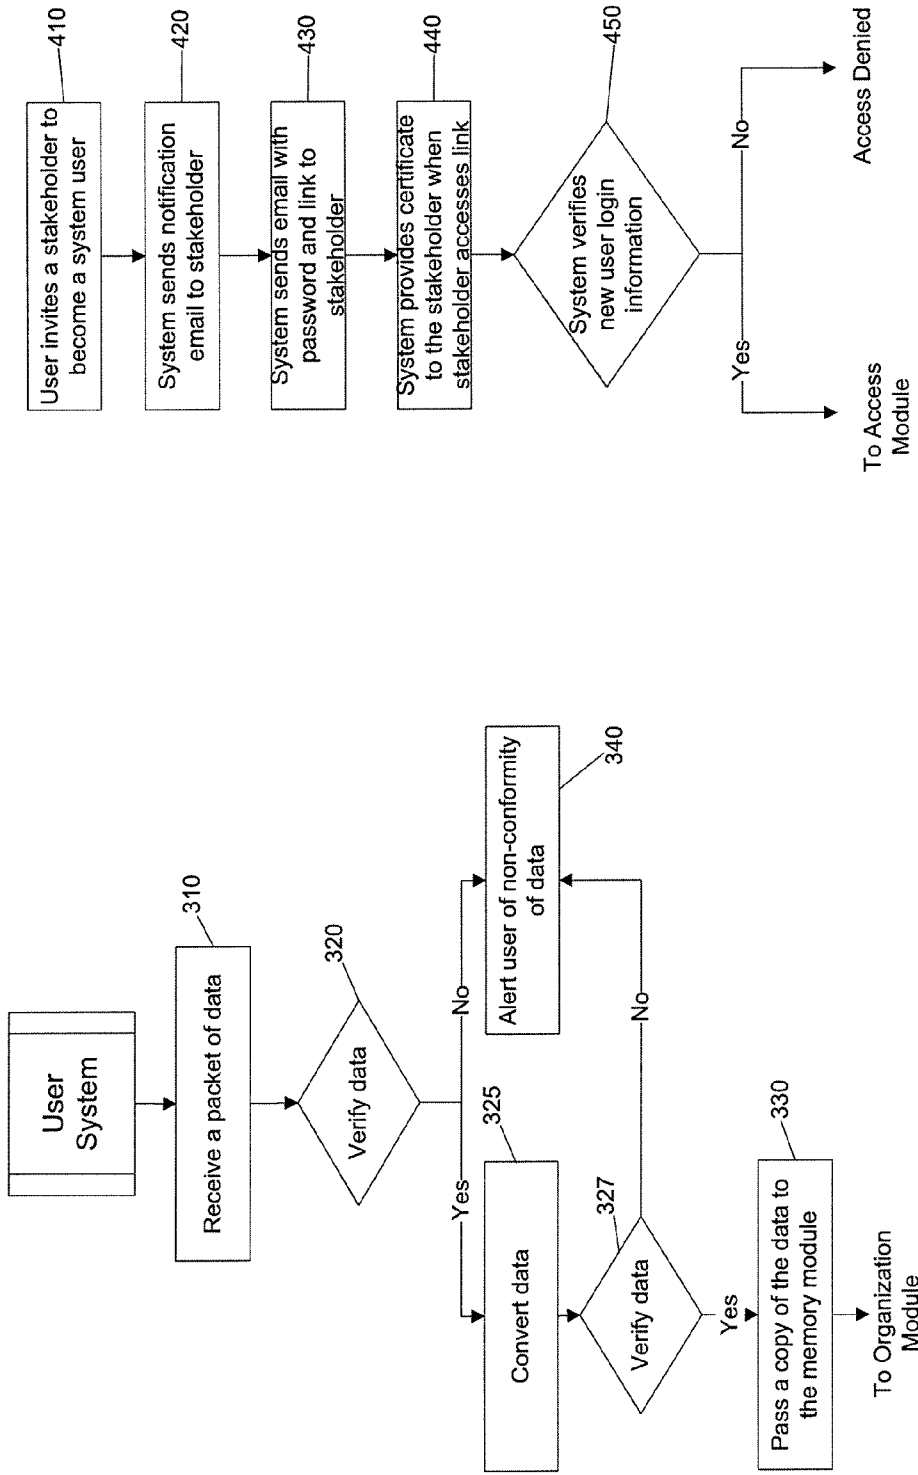 User
System
310
Receive a packet of data
320
Verify data
Yes
No
325
Convert data
Alert user of non-conformity
of data
340
327
Verify data
No
Yes
330
Pass a copy of the data to
the memory module
To Organization
Module
410
User invites a stakeholder to
become a system user
420
System sends notification
email to stakeholder
430
System sends email with
password and link to
stakeholder
440
System provides certificate
to the stakeholder when
stakeholder accesses link
450
System verifies
new user login
information
Yes
No
To Access
Module
Access Denied